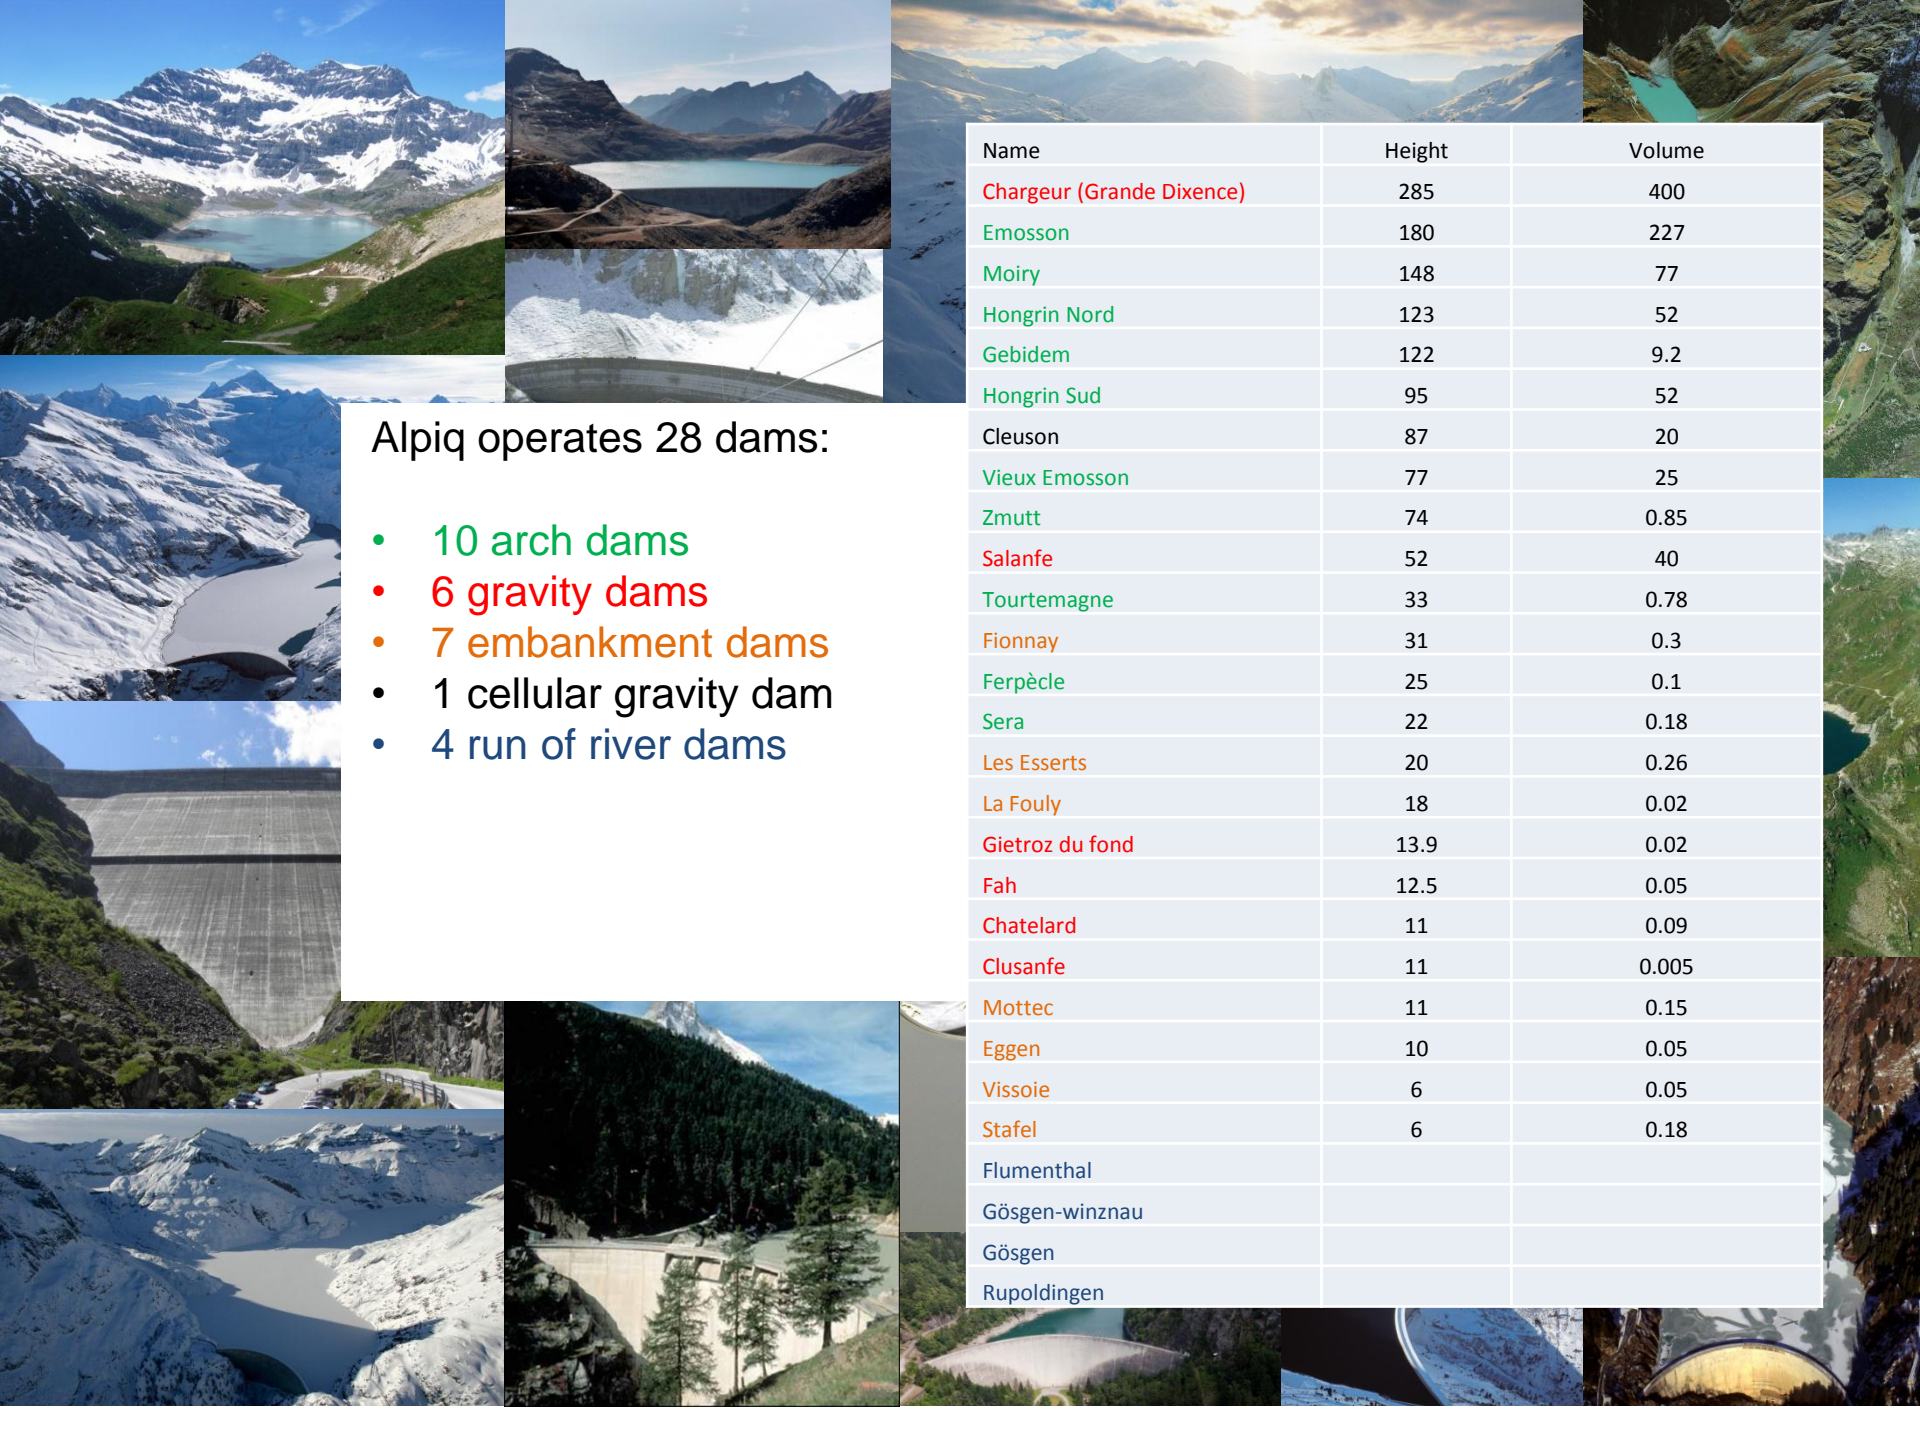 Alpiq operates 28 dams:
• 10 arch dams
• 6 gravity dams
• 7 embankment dams
• 1 cellular gravity dam
• 4 run of river dams
Name Height Volume
Chargeur (Grande Dixence) 285 400
Emosson 180 227
Moiry 148 77
Hongrin Nord 123 52
Gebidem 122 9.2
Hongrin Sud 95 52
Cleuson 87 20
Vieux Emosson 77 25
Zmutt 74 0.85
Salanfe 52 40
Tourtemagne 33 0.78
Fionnay 31 0.3
Ferpècle 25 0.1
Sera 22 0.18
Les Esserts 20 0.26
La Fouly 18 0.02
Gietroz du fond 13.9 0.02
Fah 12.5 0.05
Chatelard 11 0.09
Clusanfe 11 0.005
Mottec 11 0.15
Eggen 10 0.05
Vissoie 6 0.05
Stafel 6 0.18
Flumenthal
Gösgen-winznau
Gösgen
Rupoldingen